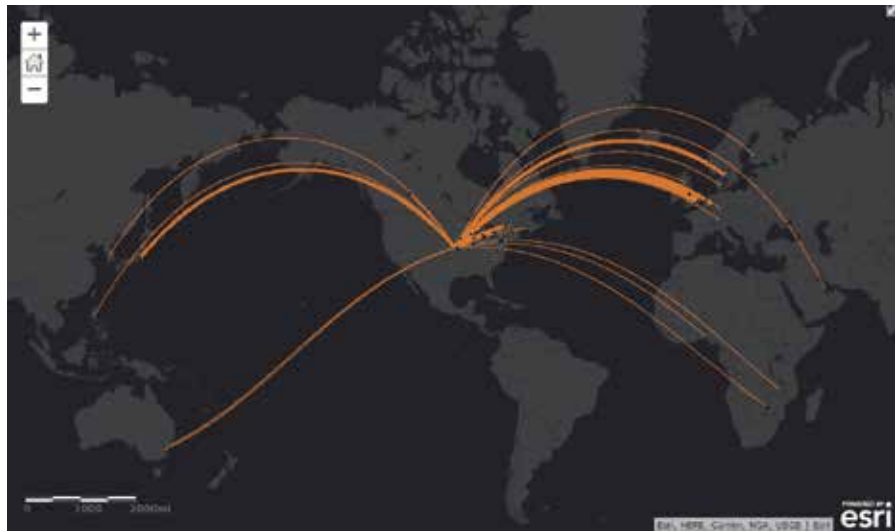 +
−
0 1000 2000mi
Esri, HERE, Garmin, NGA, USGS | Esri
POWERED BY
esri